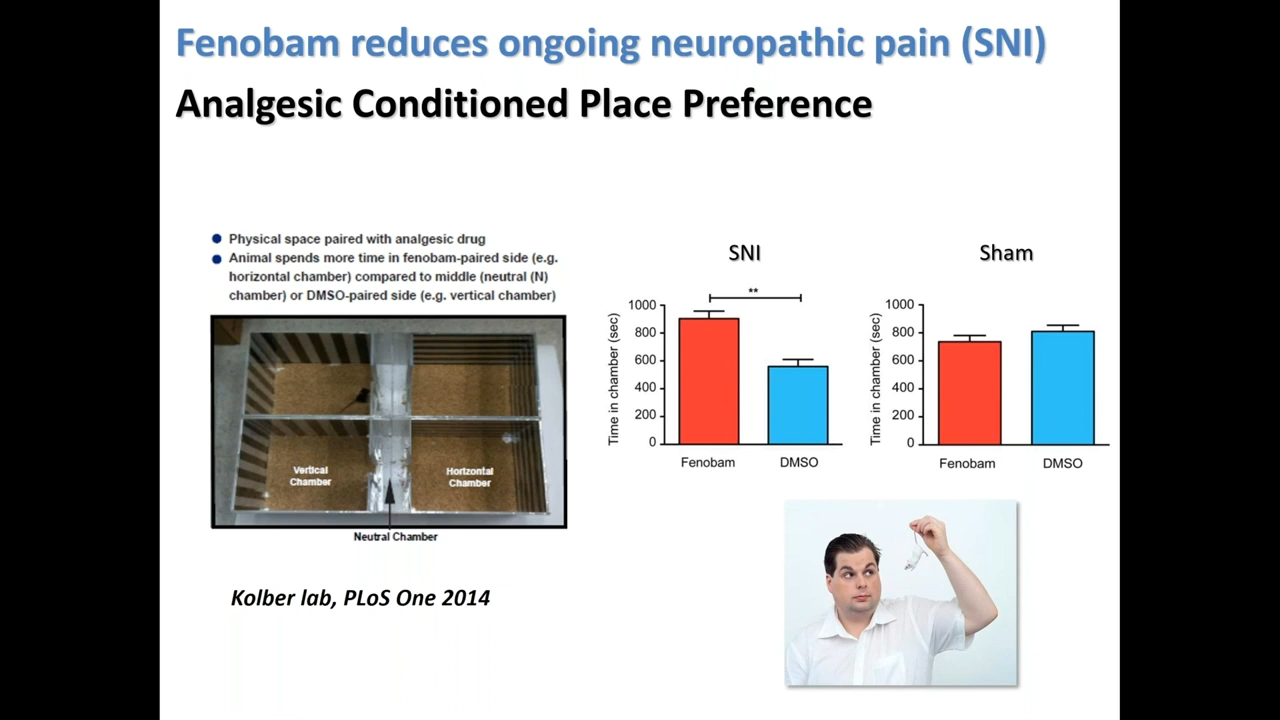 Fenobam reduces ongoing neuropathic pain (SNI)
Analgesic Conditioned Place Preference
Physical space paired with analgesic drug
Animal spends more time in fenobam-paired side (e.g.
horizontal chamber) compared to middle (neutral (N)
chamber) or DMSO-paired side (e.g. vertical chamber)
Vertical
Chamber
Horizontal
Chamber
Neutral Chamber
Kolber lab, PLoS One 2014
SNI
**
Time in chamber (sec)
1000
800
600
400
200
0
Fenobam
DMSO
Sham
Time in chamber (sec)
1000
800
600
400
200
0
Fenobam
DMSO